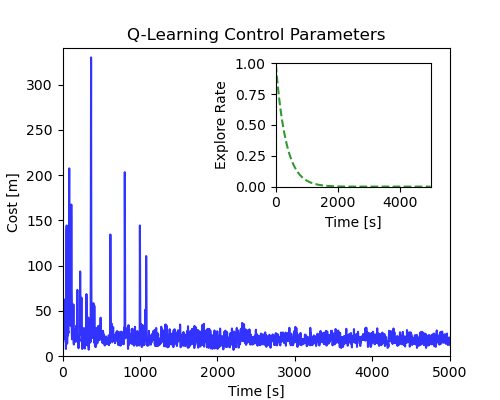 Q-Learning Control Parameters
Cost [m]
300
250
200
150
100
50
0
0 1000 2000 3000 4000 5000
Time [s]
Explore Rate
1.00
0.75
0.50
0.25
0.00
0 2000 4000
Time [s]